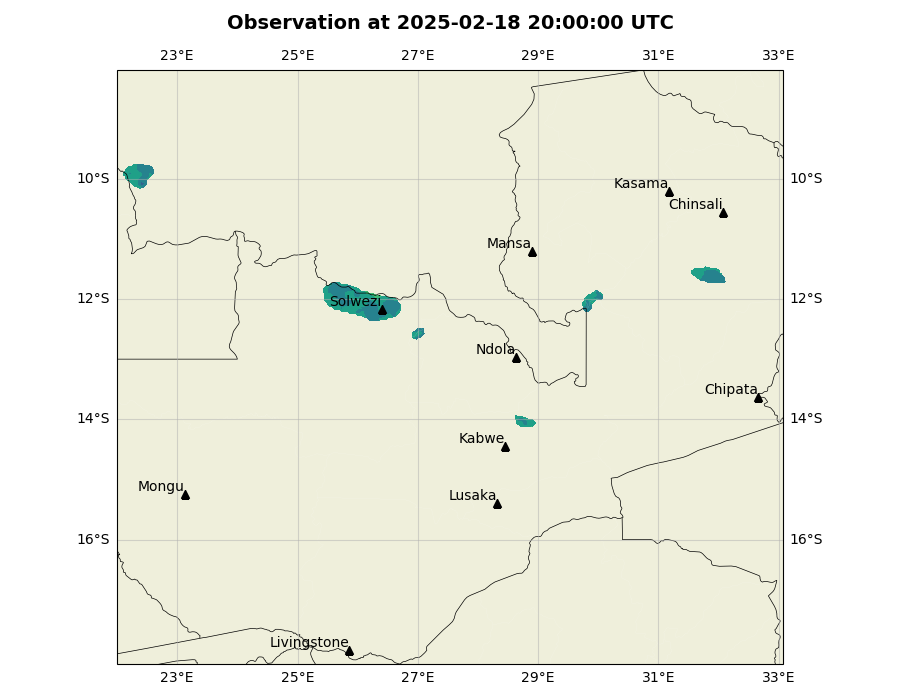 Observation at 2025-02-18 20:00:00 UTC
23°E 25°E 27°E 29°E 31°E 33°E
10°S 10°S
Kasama
Chinsali
Mansa
12°S 12°S
Solwezi
Ndola
Chipata
14°S 14°S
Kabwe
Mongu
Lusaka
16°S 16°S
Livingstone
23°E 25°E 27°E 29°E 31°E 33°E